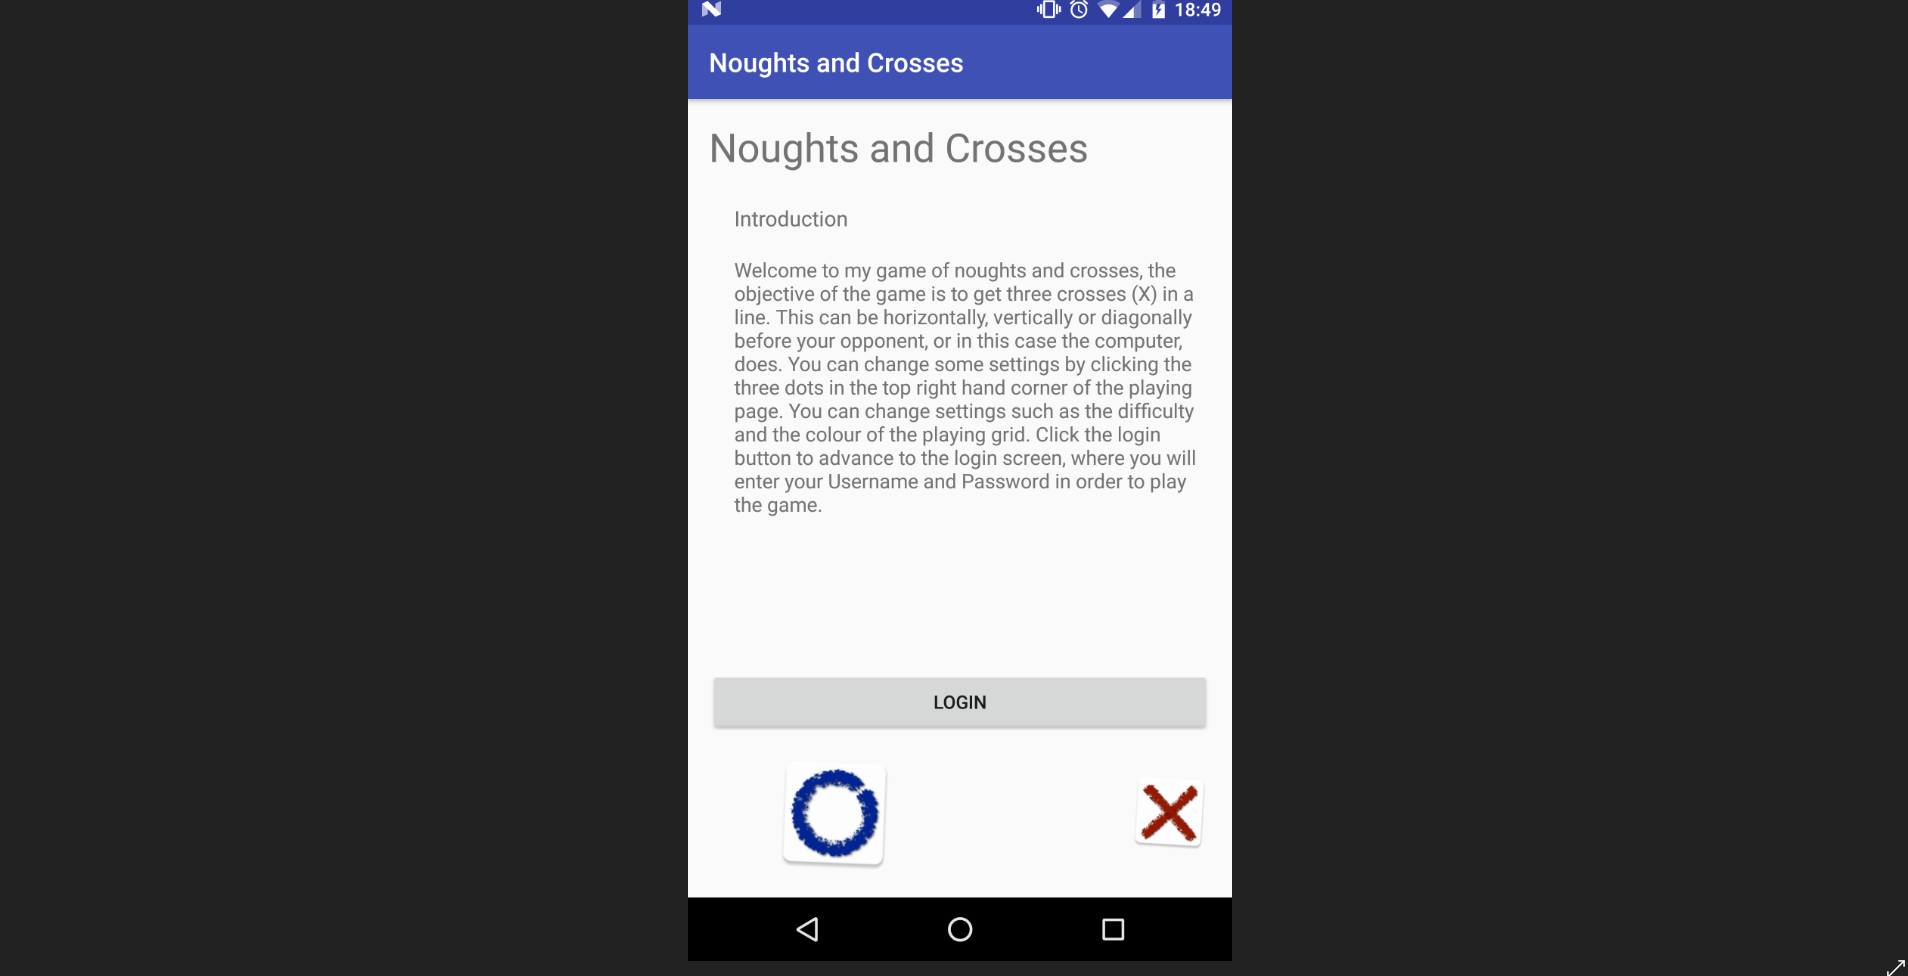 18:49
Noughts and Crosses
Noughts and Crosses
Introduction
Welcome to my game of noughts and crosses, the
objective of the game is to get three crosses (X) in a
line. This can be horizontally, vertically or diagonally
before your opponent, or in this case the computer,
does. You can change some settings by clicking the
three dots in the top right hand corner of the playing
page. You can change settings such as the difficulty
and the colour of the playing grid. Click the login
button to advance to the login screen, where you will
enter your Username and Password in order to play
the game.
LOGIN